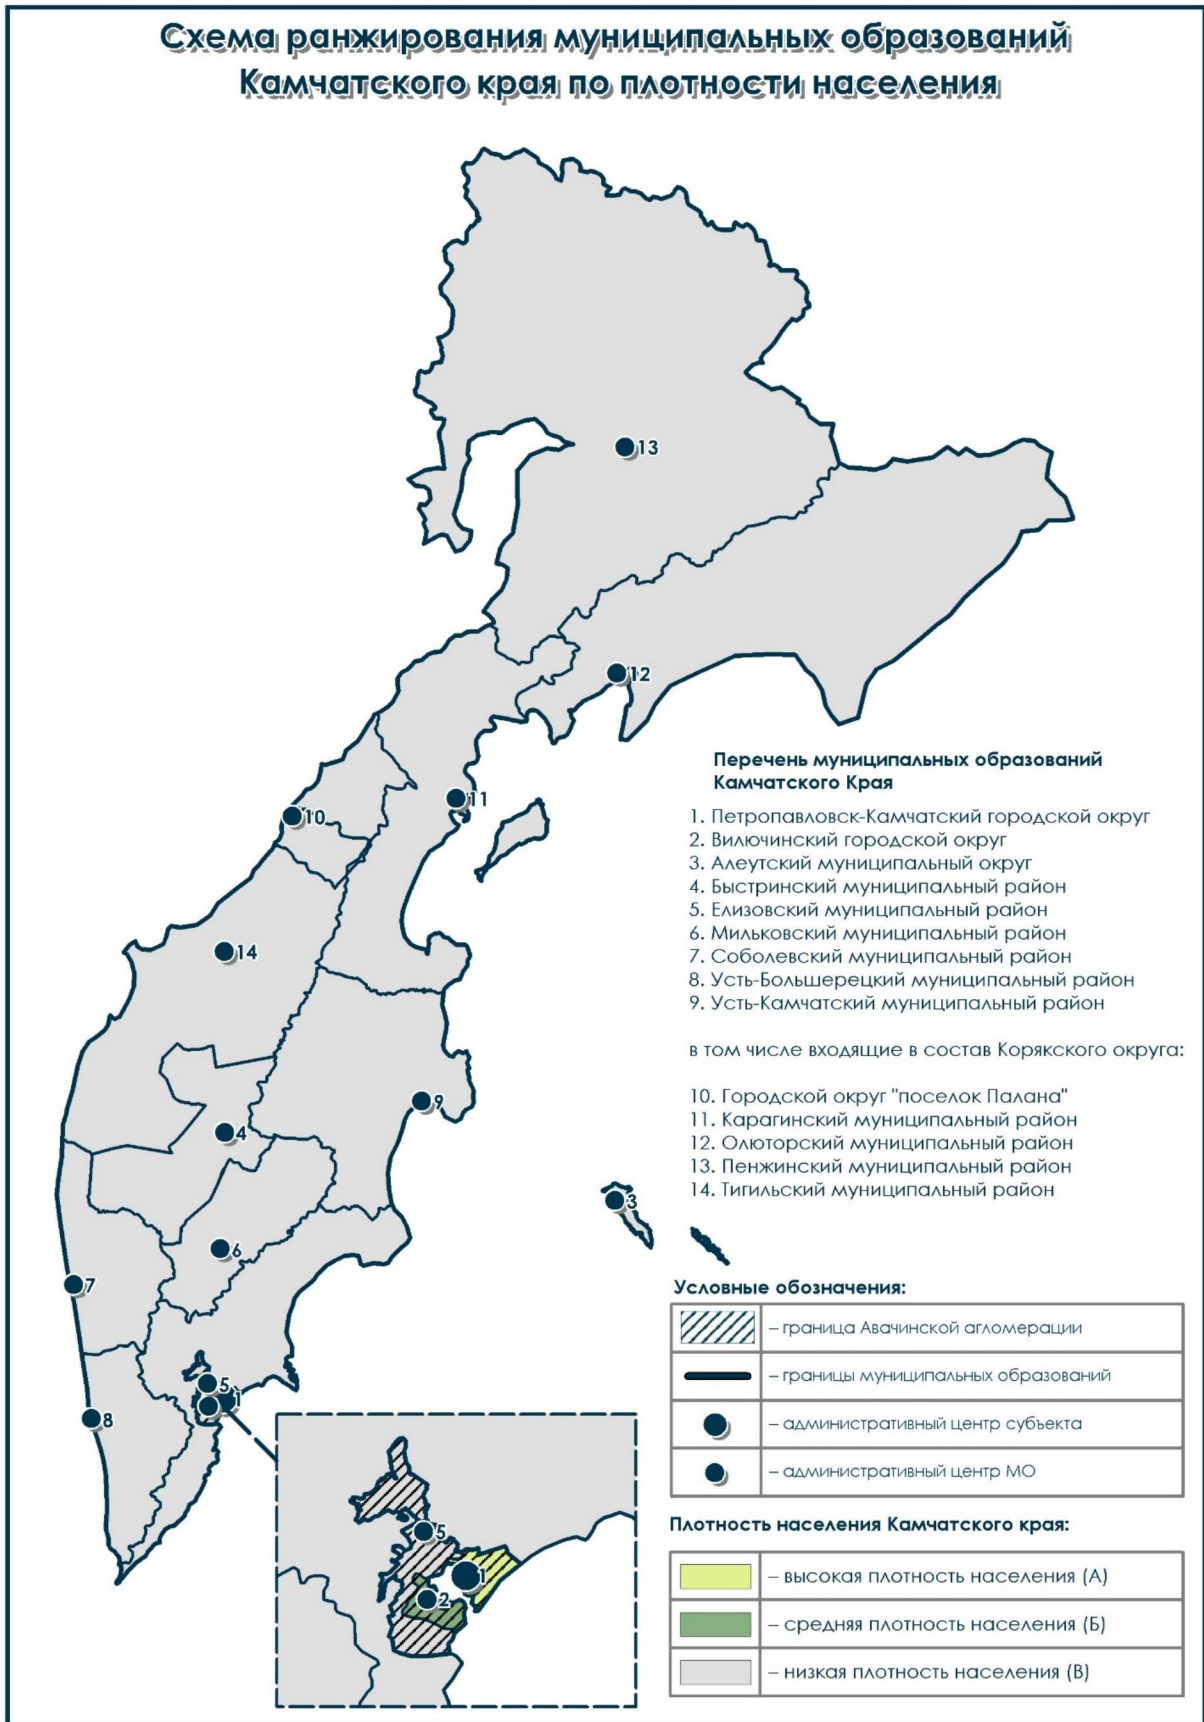 Схема ранжирования муниципальных образований
Камчатского края по плотности населения
13
12
11
10
14
9
4
3
6
7
5
1
8
5
1
2
Перечень муниципальных образований
Камчатского Края
1. Петропавловск-Камчатский городской округ
2. Вилючинский городской округ
3. Алеутский муниципальный округ
4. Быстринский муниципальный район
5. Елизовский муниципальный район
6. Мильковский муниципальный район
7. Соболевский муниципальный район
8. Усть-Большерецкий муниципальный район
9. Усть-Камчатский муниципальный район
в том числе входящие в состав Корякского округа:
10. Городской округ "поселок Палана"
11. Карагинский муниципальный район
12. Олюторский муниципальный район
13. Пенжинский муниципальный район
14. Тигильский муниципальный район
Условные обозначения:
– граница Авачинской агломерации
– границы муниципальных образований
– административный центр субъекта
– административный центр МО
Плотность населения Камчатского края:
– высокая плотность населения (А)
– средняя плотность населения (Б)
– низкая плотность населения (В)